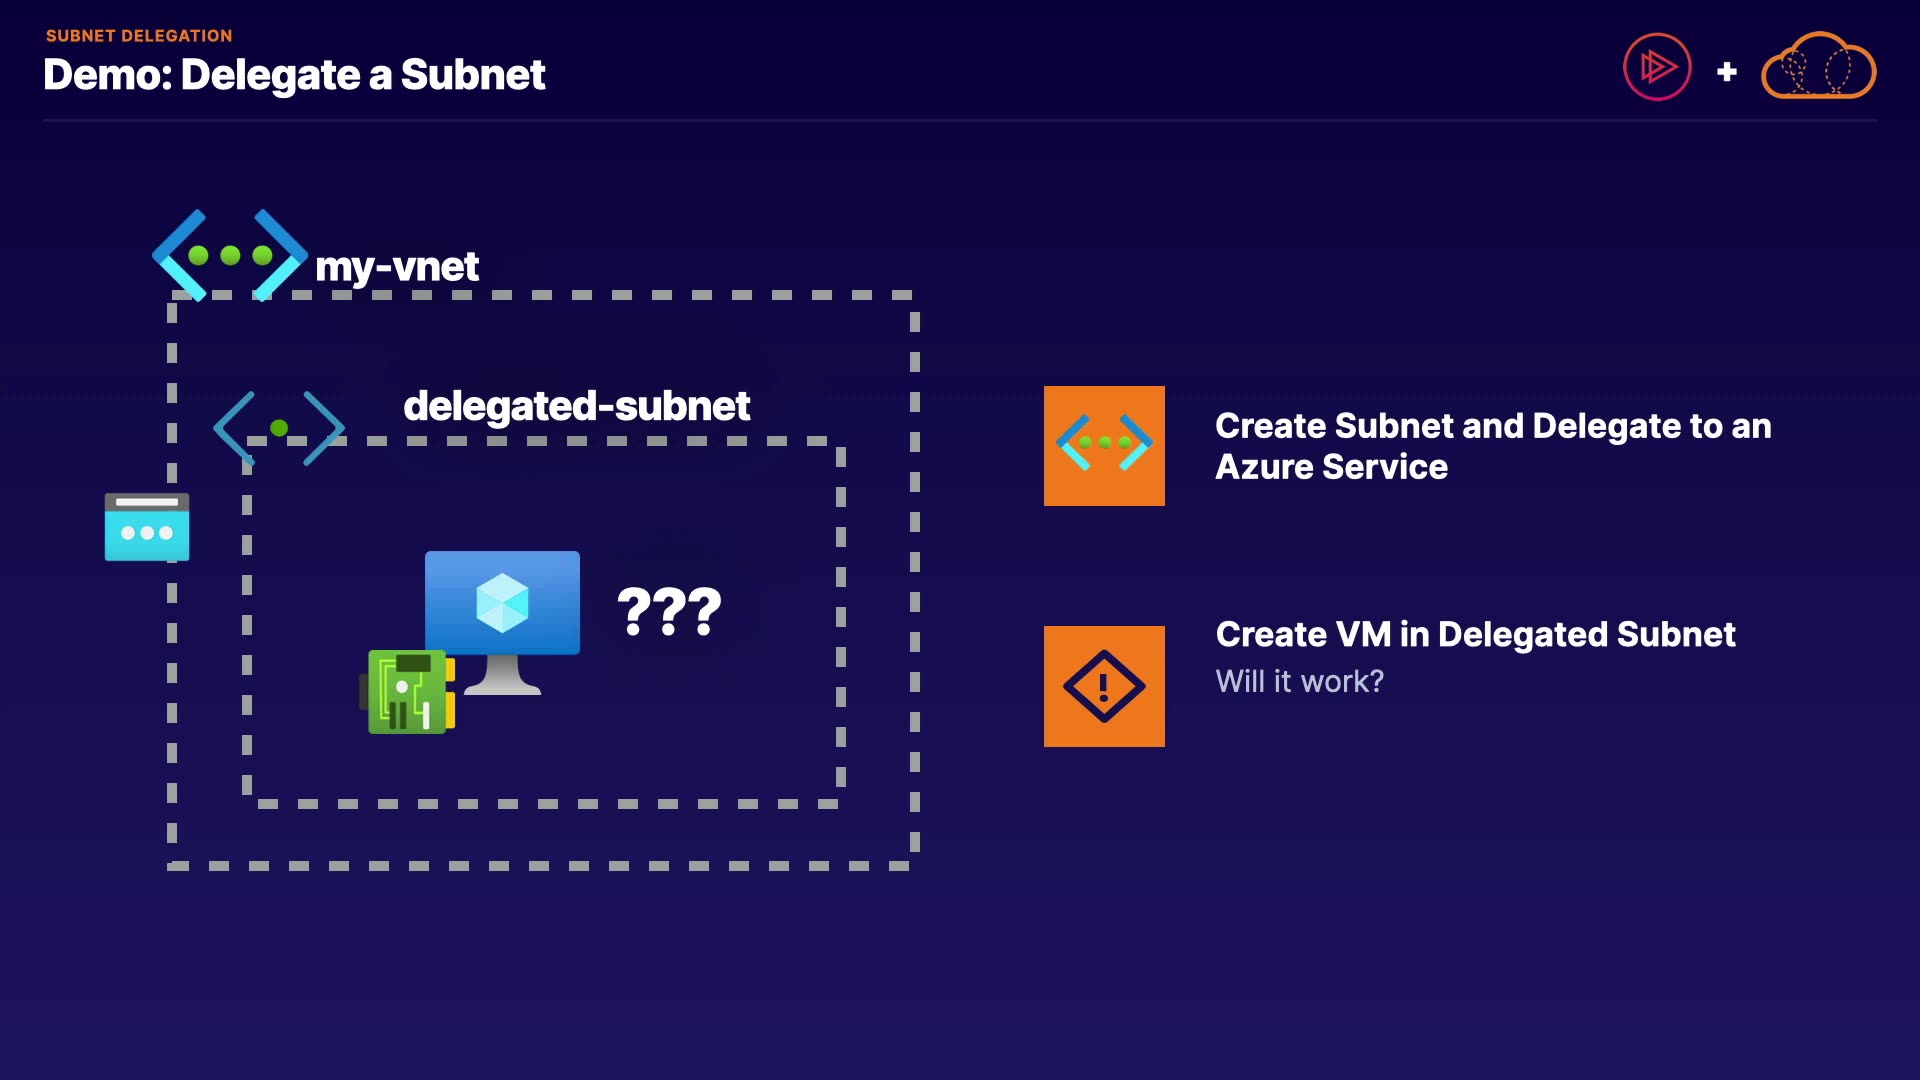 SUBNET DELEGATION
Demo: Delegate a Subnet
my-vnet
delegated-subnet
???
Create Subnet and Delegate to an
Azure Service
Create VM in Delegated Subnet
Will it work?